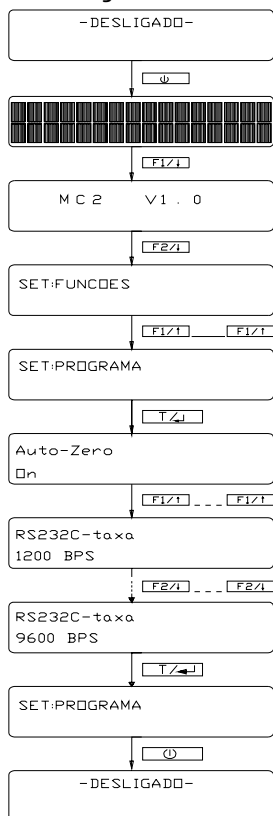 -DESLIGADO-
F1/↓
MC2 V1.0
F2/↓
SET:FUNCOES
F1/↑ F1/↑
SET:PROGRAMA
T/↵
Auto-Zero
On
F1/↑ --- F1/↑
RS232C-taxa
1200 BPS
F2/↓ --- F2/↓
RS232C-taxa
9600 BPS
T/↵
SET:PROGRAMA
-DESLIGADO-